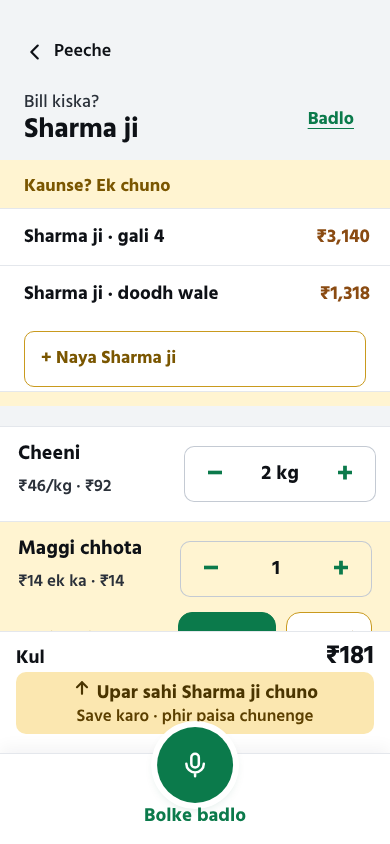 Peeche
Bill kiska?
Sharma ji
Badlo
Kaunse? Ek chuno
Sharma ji · gali 4
₹3,140
Sharma ji · doodh wale
₹1,318
+ Naya Sharma ji
Cheeni
₹46/kg · ₹92
− 2 kg +
Maggi chhota
₹14 ek ka · ₹14
− 1 +
Kul
₹181
↑ Upar sahi Sharma ji chuno
Save karo · phir paisa chunenge
Bolke badlo